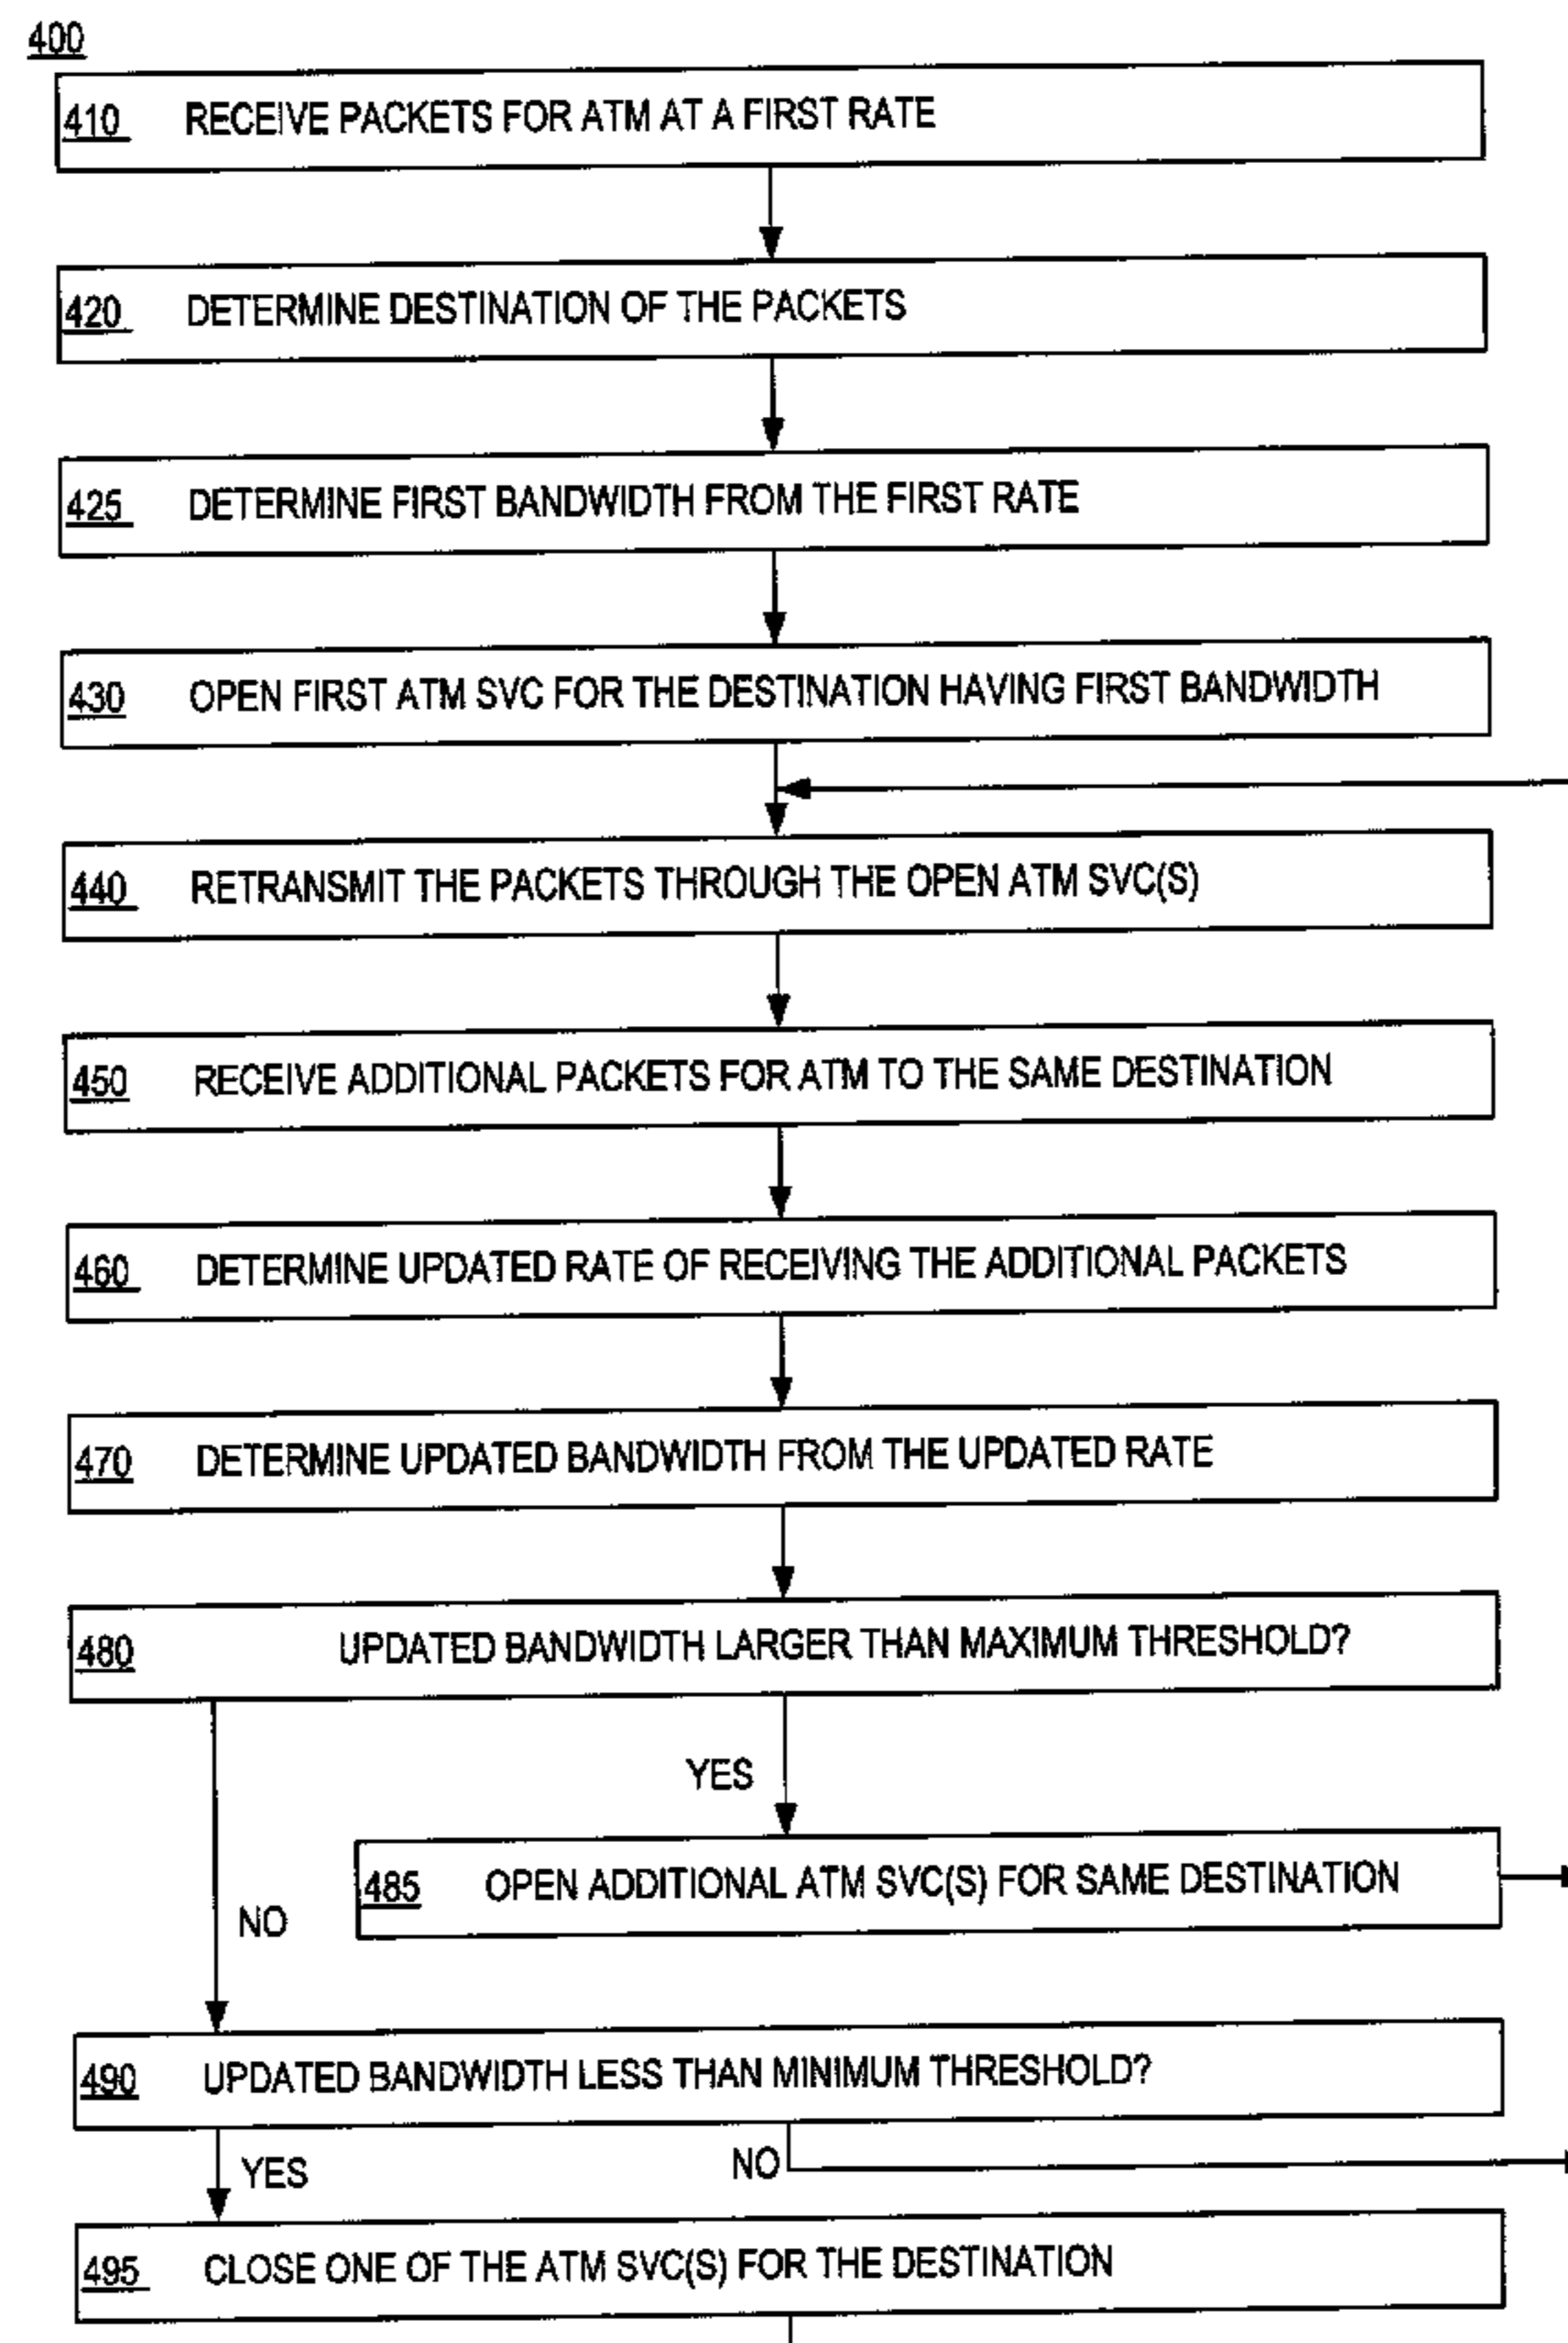 400
410 RECEIVE PACKETS FOR ATM AT A FIRST RATE
420 DETERMINE DESTINATION OF THE PACKETS
425 DETERMINE FIRST BANDWIDTH FROM THE FIRST RATE
430 OPEN FIRST ATM SVC FOR THE DESTINATION HAVING FIRST BANDWIDTH
440 RETRANSMIT THE PACKETS THROUGH THE OPEN ATM SVC(S)
450 RECEIVE ADDITIONAL PACKETS FOR ATM TO THE SAME DESTINATION
460 DETERMINE UPDATED RATE OF RECEIVING THE ADDITIONAL PACKETS
470 DETERMINE UPDATED BANDWIDTH FROM THE UPDATED RATE
480 UPDATED BANDWIDTH LARGER THAN MAXIMUM THRESHOLD?
YES
485 OPEN ADDITIONAL ATM SVC(S) FOR SAME DESTINATION
NO
490 UPDATED BANDWIDTH LESS THAN MINIMUM THRESHOLD?
YES NO
495 CLOSE ONE OF THE ATM SVC(S) FOR THE DESTINATION